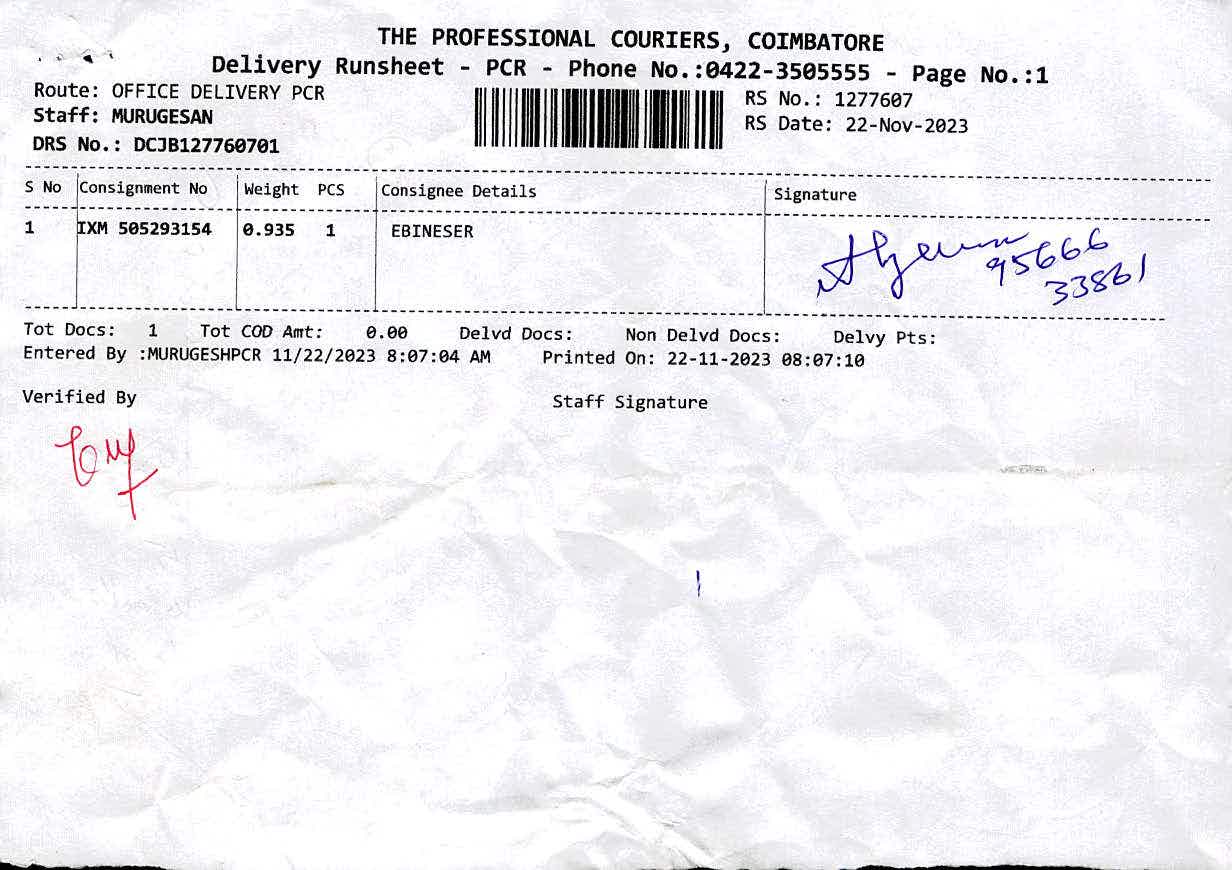 THE PROFESSIONAL COURIERS, COIMBATORE
Delivery Runsheet - PCR - Phone No.:0422-3505555 - Page No.:1
Route: OFFICE DELIVERY PCR
RS No.: 1277607
Staff: MURUGESAN
RS Date: 22-Nov-2023
DRS No.: DCJB127760701
S No Consignment No Weight PCS Consignee Details Signature
1 IXM 505293154 0.935 1 EBINESER
95666
33861
Tot Docs: 1 Tot COD Amt: 0.00 Delvd Docs: Non Delvd Docs: Delvy Pts:
Entered By :MURUGESHPCR 11/22/2023 8:07:04 AM Printed On: 22-11-2023 08:07:10
Verified By Staff Signature